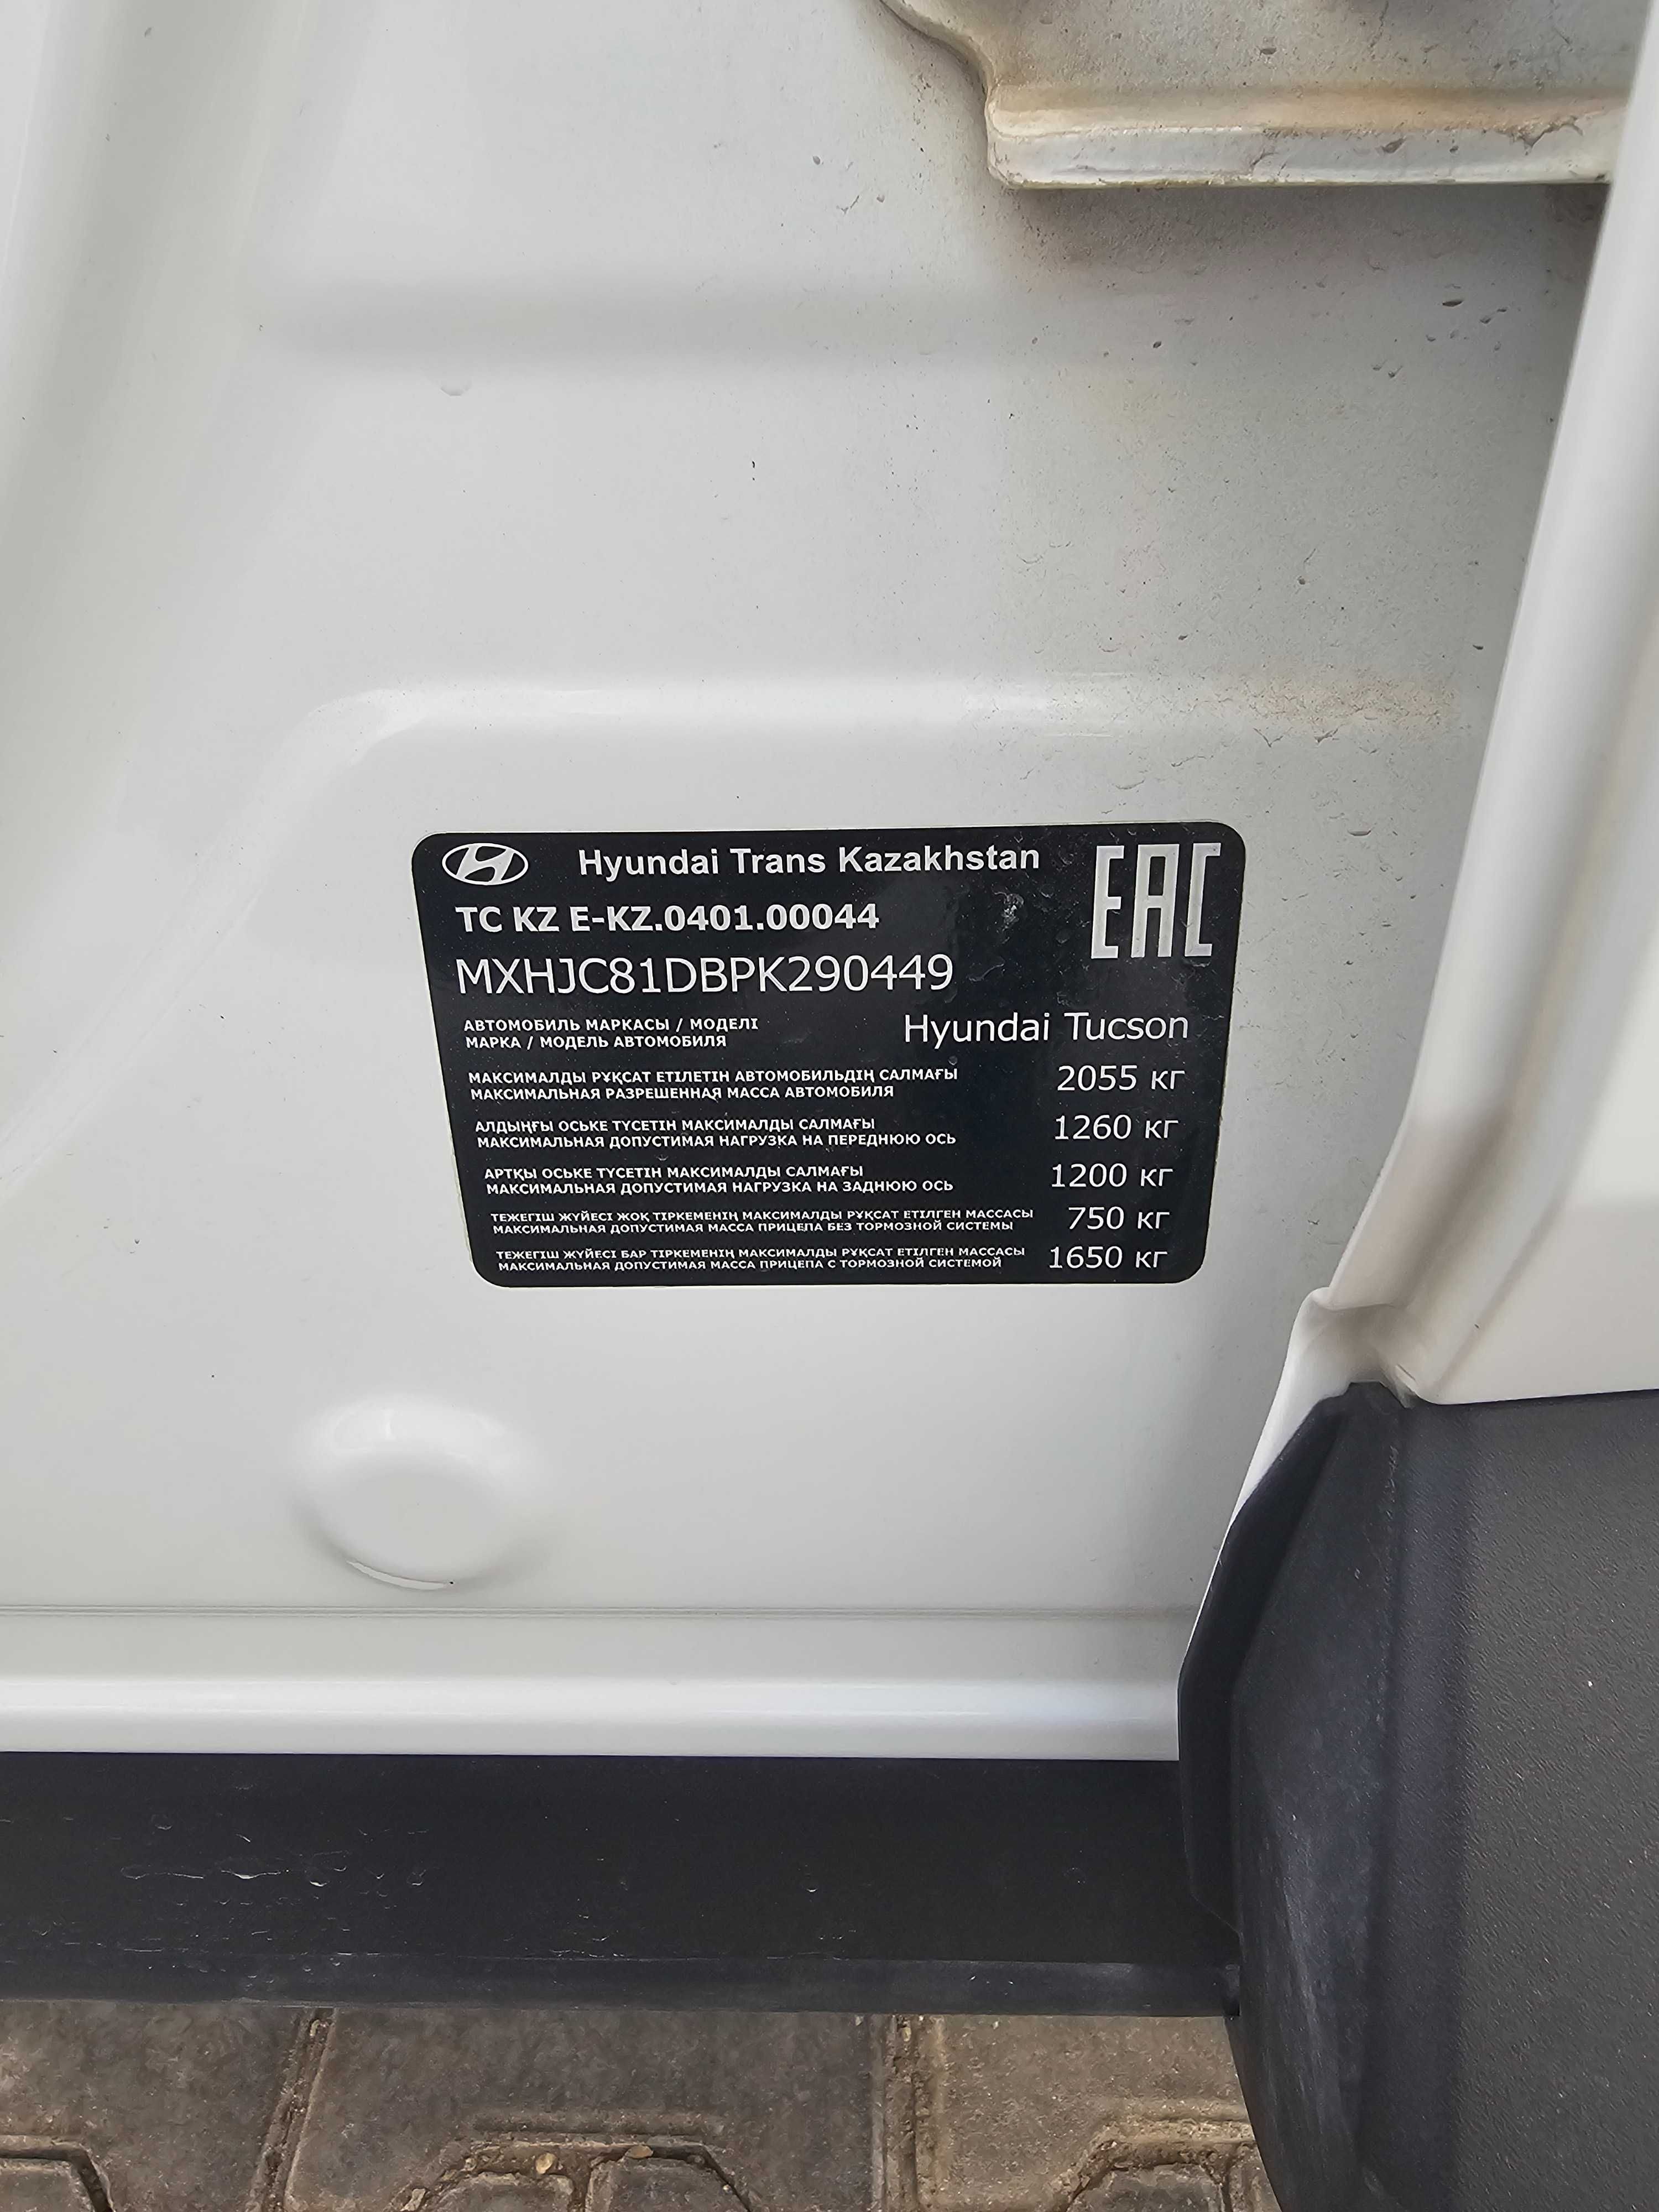 Hyundai Trans Kazakhstan
EAC
TC KZ E-KZ.0401.00044
MXHJC81DBPK290449
АВТОМОБИЛЬ МАРКАСЫ / МОДЕЛІ
МАРКА / МОДЕЛЬ АВТОМОБИЛЯ
Hyundai Tucson
МАКСИМАЛДЫ РҰҚСАТ ЕТІЛЕТІН АВТОМОБИЛЬДІҢ САЛМАҒЫ
МАКСИМАЛЬНАЯ РАЗРЕШЕННАЯ МАССА АВТОМОБИЛЯ
2055 кг
АЛДЫҢҒЫ ОСЬКЕ ТҮСЕТІН МАКСИМАЛДЫ САЛМАҒЫ
МАКСИМАЛЬНАЯ ДОПУСТИМАЯ НАГРУЗКА НА ПЕРЕДНЮЮ ОСЬ
1260 кг
АРТҚЫ ОСЬКЕ ТҮСЕТІН МАКСИМАЛДЫ САЛМАҒЫ
МАКСИМАЛЬНАЯ ДОПУСТИМАЯ НАГРУЗКА НА ЗАДНЮЮ ОСЬ
1200 кг
ТЕЖЕГІШ ЖҮЙЕСІ ЖОҚ ТІРКЕМЕНІҢ МАКСИМАЛДЫ РҰҚСАТ ЕТІЛГЕН МАССАСЫ
МАКСИМАЛЬНАЯ ДОПУСТИМАЯ МАССА ПРИЦЕПА БЕЗ ТОРМОЗНОЙ СИСТЕМЫ
750 кг
ТЕЖЕГІШ ЖҮЙЕСІ БАР ТІРКЕМЕНІҢ МАКСИМАЛДЫ РҰҚСАТ ЕТІЛГЕН МАССАСЫ
МАКСИМАЛЬНАЯ ДОПУСТИМАЯ МАССА ПРИЦЕПА С ТОРМОЗНОЙ СИСТЕМОЙ
1650 кг